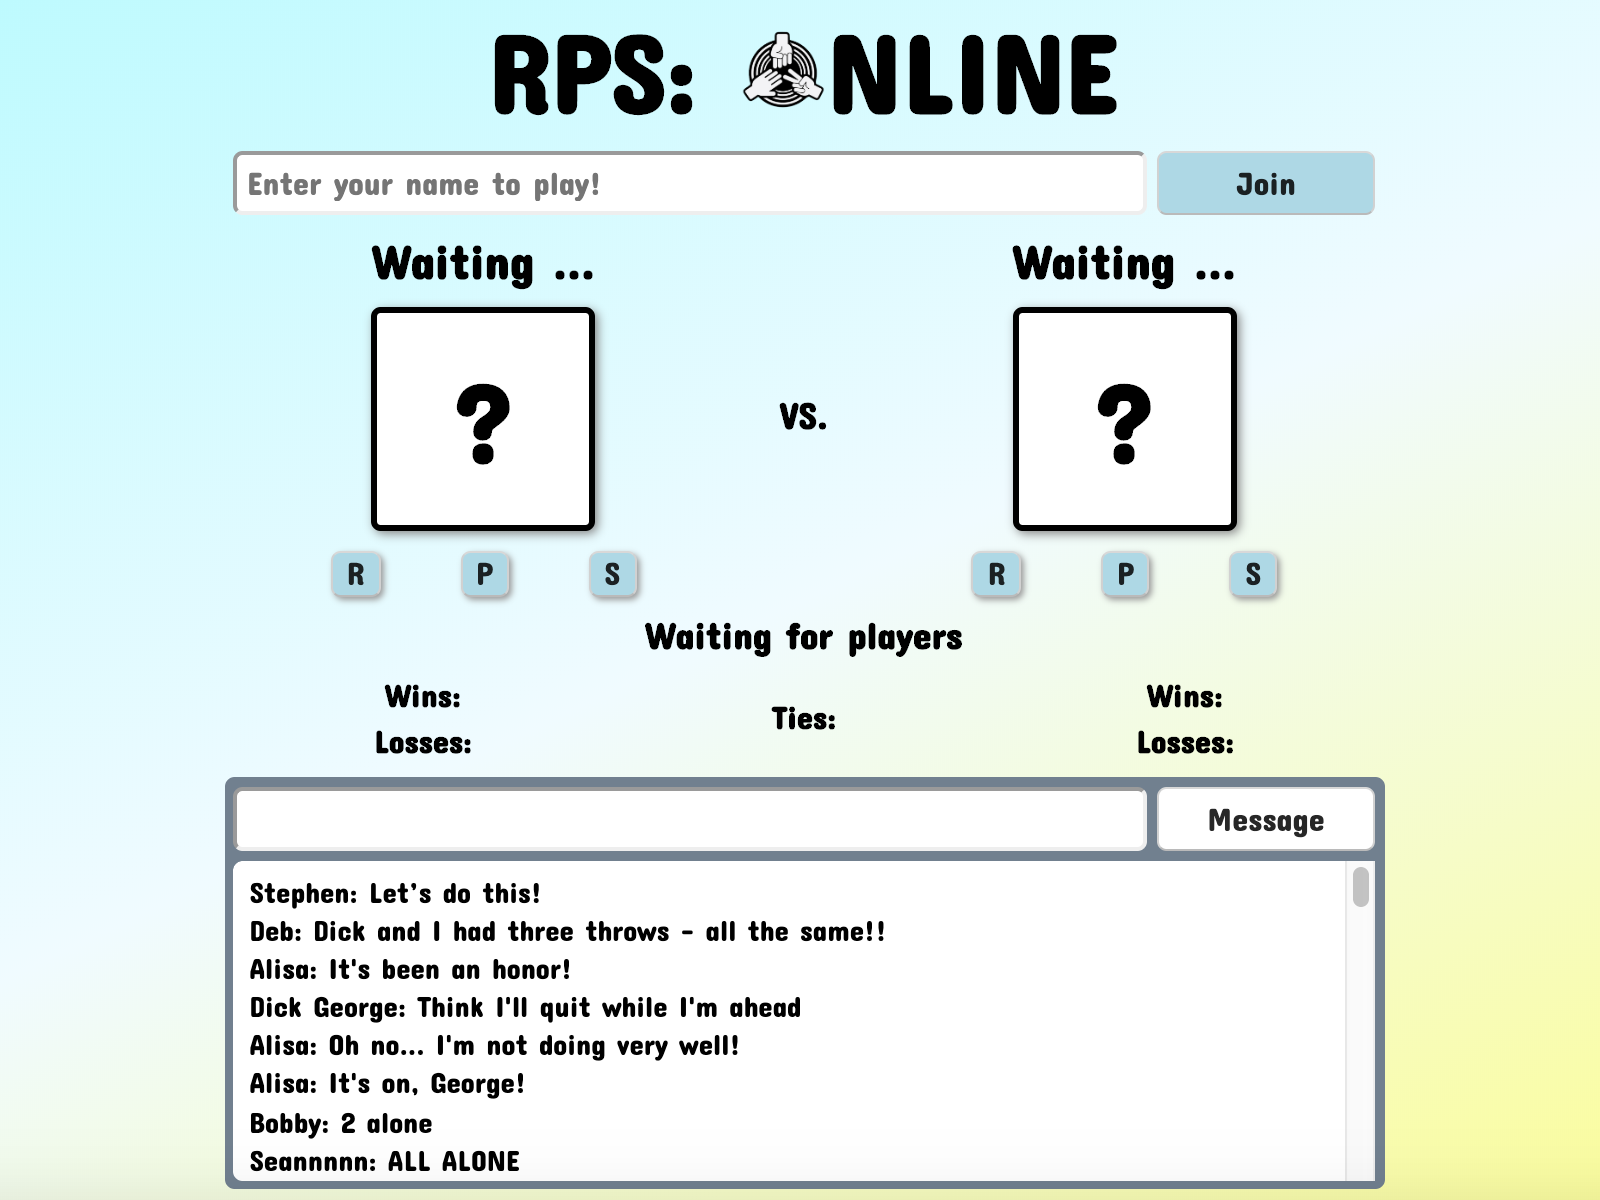 RPS: NLINE
Enter your name to play!
Join
Waiting ...
Waiting ...
?
VS.
?
R
P
S
R
P
S
Waiting for players
Wins:
Losses:
Ties:
Wins:
Losses:
Message
Stephen: Let’s do this!
Deb: Dick and I had three throws - all the same!!
Alisa: It's been an honor!
Dick George: Think I'll quit while I'm ahead
Alisa: Oh no... I'm not doing very well!
Alisa: It's on, George!
Bobby: 2 alone
Seannnnn: ALL ALONE